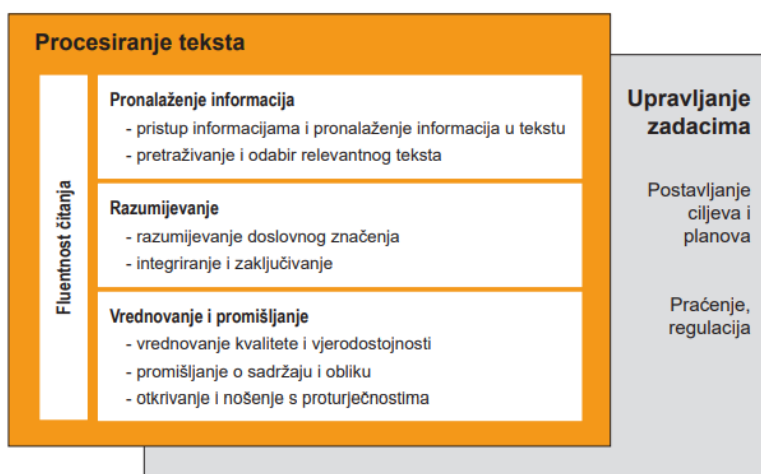 Procesiranje teksta
Fluentnost čitanja
Pronalaženje informacija
- pristup informacijama i pronalaženje informacija u tekstu
- pretraživanje i odabir relevantnog teksta
Razumijevanje
- razumijevanje doslovnog značenja
- integriranje i zaključivanje
Vrednovanje i promišljanje
- vrednovanje kvalitete i vjerodostojnosti
- promišljanje o sadržaju i obliku
- otkrivanje i nošenje s proturječnostima
Upravljanje
zadacima
Postavljanje
ciljeva i
planova
Praćenje,
regulacija